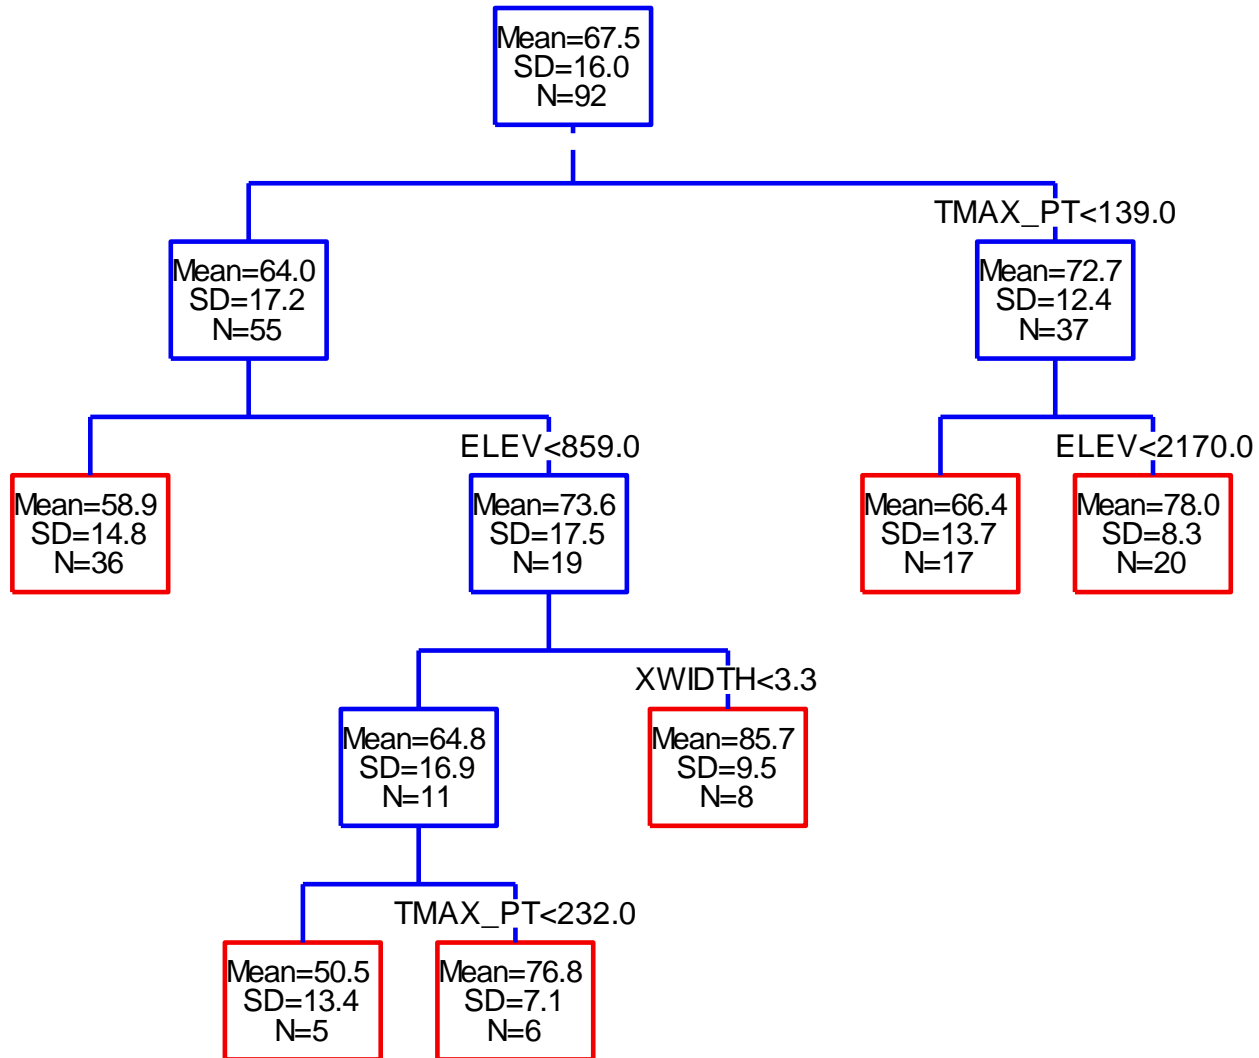 Mean=67.5
SD=16.0
N=92
TMAX_PT<139.0
Mean=64.0
SD=17.2
N=55
Mean=72.7
SD=12.4
N=37
ELEV<859.0
ELEV<2170.0
Mean=58.9
SD=14.8
N=36
Mean=73.6
SD=17.5
N=19
Mean=66.4
SD=13.7
N=17
Mean=78.0
SD=8.3
N=20
XWIDTH<3.3
Mean=64.8
SD=16.9
N=11
Mean=85.7
SD=9.5
N=8
TMAX_PT<232.0
Mean=50.5
SD=13.4
N=5
Mean=76.8
SD=7.1
N=6